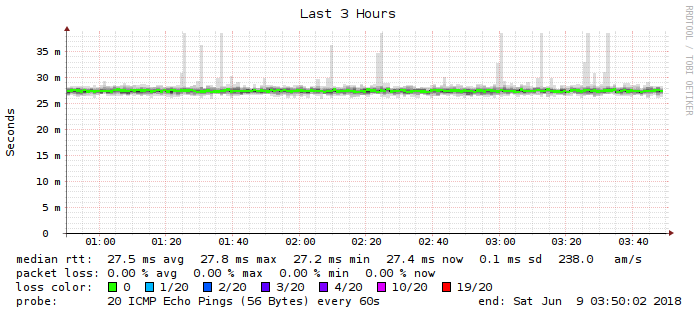 Last 3 Hours
RRDTOOL / TOBI OETIKER
Seconds
35 m
30 m
25 m
20 m
15 m
10 m
5 m
0
01:00 01:20 01:40 02:00 02:20 02:40 03:00 03:20 03:40
median rtt: 27.5 ms avg 27.8 ms max 27.2 ms min 27.4 ms now 0.1 ms sd 238.0 am/s
packet loss: 0.00 % avg 0.00 % max 0.00 % min 0.00 % now
loss color: 0 1/20 2/20 3/20 4/20 10/20 19/20
probe: 20 ICMP Echo Pings (56 Bytes) every 60s end: Sat Jun 9 03:50:02 2018